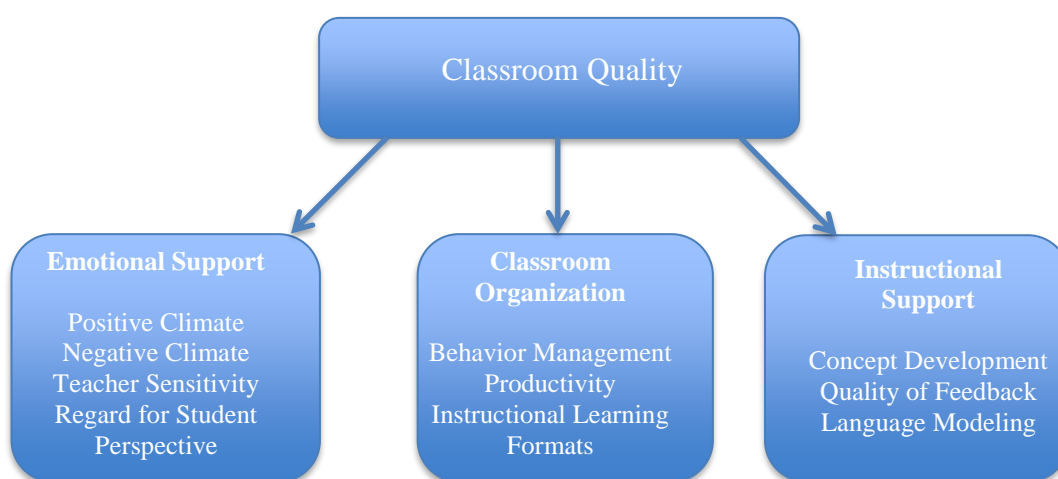 Classroom Quality
Emotional Support
Positive Climate
Negative Climate
Teacher Sensitivity
Regard for Student
Perspective
Classroom
Organization
Behavior Management
Productivity
Instructional Learning
Formats
Instructional
Support
Concept Development
Quality of Feedback
Language Modeling